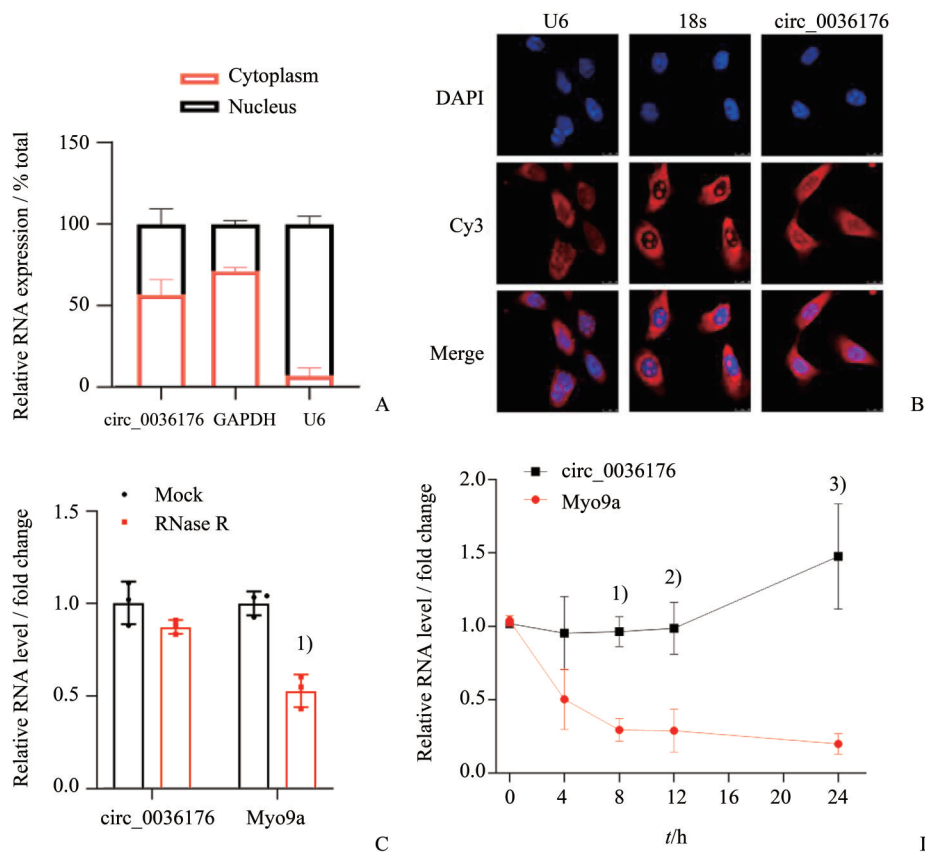 Cytoplasm
Nucleus
Relative RNA expression / % total
150
100
50
0
circ_0036176 GAPDH U6
A
U6 18s circ_0036176
DAPI
Cy3
Merge
B
Mock
RNase R
Relative RNA level / fold change
1.5
1.0
0.5
0.0
1)
circ_0036176 Myo9a
C
circ_0036176
Myo9a
Relative RNA level / fold change
2.0
1.5
1.0
0.5
0.0
1) 2) 3)
0 4 8 12 16 20 24
t/h